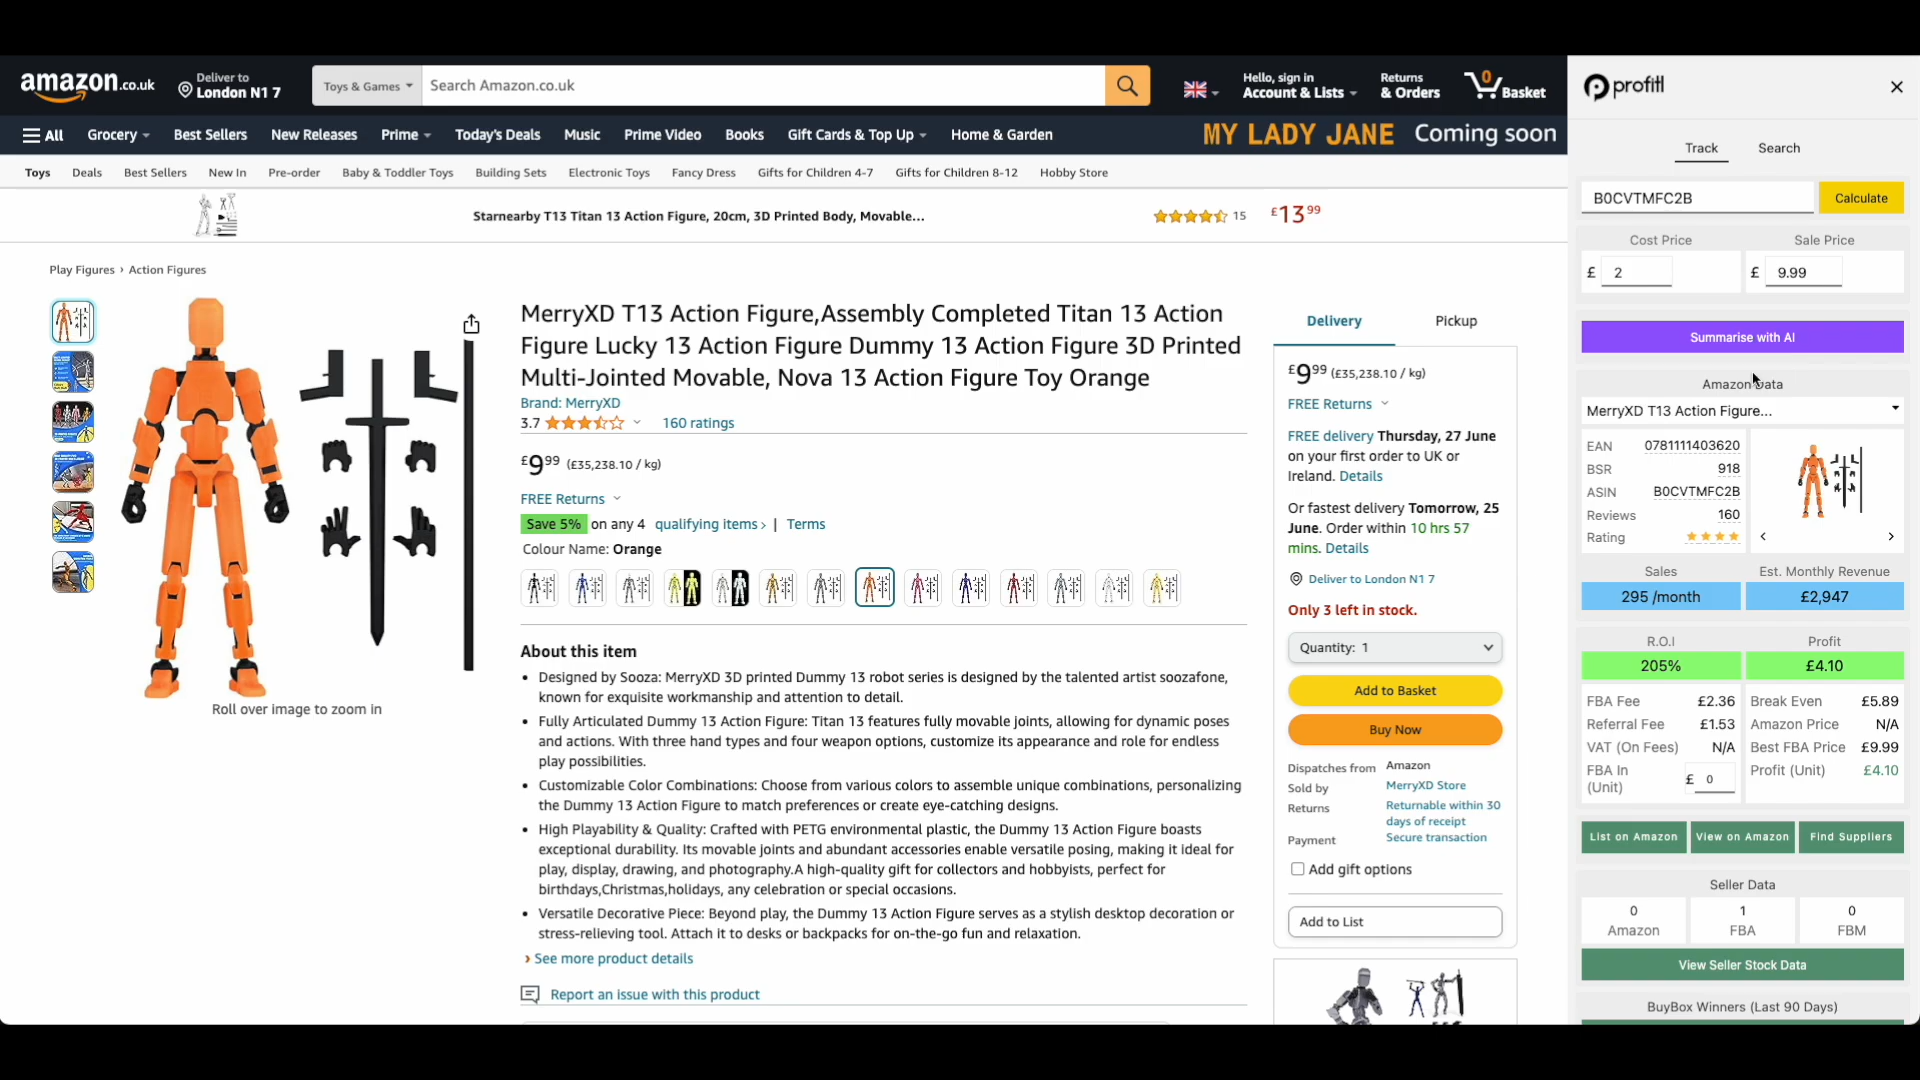 amazon.co.uk
Deliver to
London N1 7
Toys & Games
Search Amazon.co.uk
Hello, sign in
Account & Lists
Returns
& Orders
0
Basket
All
Grocery
Best Sellers
New Releases
Prime
Today's Deals
Music
Prime Video
Books
Gift Cards & Top Up
Home & Garden
MY LADY JANE Coming soon
Toys
Deals
Best Sellers
New In
Pre-order
Baby & Toddler Toys
Building Sets
Electronic Toys
Fancy Dress
Gifts for Children 4-7
Gifts for Children 8-12
Hobby Store
Starnearby T13 Titan 13 Action Figure, 20cm, 3D Printed Body, Movable...
15
£13 99
Play Figures › Action Figures
Roll over image to zoom in
MerryXD T13 Action Figure,Assembly Completed Titan 13 Action
Figure Lucky 13 Action Figure Dummy 13 Action Figure 3D Printed
Multi-Jointed Movable, Nova 13 Action Figure Toy Orange
Brand: MerryXD
3.7
160 ratings
£9 99 (£35,238.10 / kg)
FREE Returns
Save 5% on any 4 qualifying items › | Terms
Colour Name: Orange
About this item
• Designed by Sooza: MerryXD 3D printed Dummy 13 robot series is designed by the talented artist soozafone,
known for exquisite workmanship and attention to detail.
• Fully Articulated Dummy 13 Action Figure: Titan 13 features fully movable joints, allowing for dynamic poses
and actions. With three hand types and four weapon options, customize its appearance and role for endless
play possibilities.
• Customizable Color Combinations: Choose from various colors to assemble unique combinations, personalizing
the Dummy 13 Action Figure to match preferences or create eye-catching designs.
• High Playability & Quality: Crafted with PETG environmental plastic, the Dummy 13 Action Figure boasts
exceptional durability. Its movable joints and abundant accessories enable versatile posing, making it ideal for
play, display, drawing, and photography.A high-quality gift for collectors and hobbyists, perfect for
birthdays,Christmas,holidays, any celebration or special occasions.
• Versatile Decorative Piece: Beyond play, the Dummy 13 Action Figure serves as a stylish desktop decoration or
stress-relieving tool. Attach it to desks or backpacks for on-the-go fun and relaxation.
› See more product details
Report an issue with this product
Delivery
Pickup
£9 99 (£35,238.10 / kg)
FREE Returns
FREE delivery Thursday, 27 June
on your first order to UK or
Ireland. Details
Or fastest delivery Tomorrow, 25
June. Order within 10 hrs 57
mins. Details
Deliver to London N1 7
Only 3 left in stock.
Quantity: 1
Add to Basket
Buy Now
Dispatches from Amazon
Sold by MerryXD Store
Returns Returnable within 30
days of receipt
Payment Secure transaction
Add gift options
Add to List
profitl
Track
Search
B0CVTMFC2B
Calculate
Cost Price
Sale Price
£ 2
£ 9.99
Summarise with AI
Amazon Data
MerryXD T13 Action Figure...
EAN 0781111403620
BSR 918
ASIN B0CVTMFC2B
Reviews 160
Rating
Sales
Est. Monthly Revenue
295 /month
£2,947
R.O.I
Profit
205%
£4.10
FBA Fee £2.36
Break Even £5.89
Referral Fee £1.53
Amazon Price N/A
VAT (On Fees) N/A
Best FBA Price £9.99
FBA In
(Unit)
£ 0
Profit (Unit) £4.10
List on Amazon
View on Amazon
Find Suppliers
Seller Data
0
Amazon
1
FBA
0
FBM
View Seller Stock Data
BuyBox Winners (Last 90 Days)